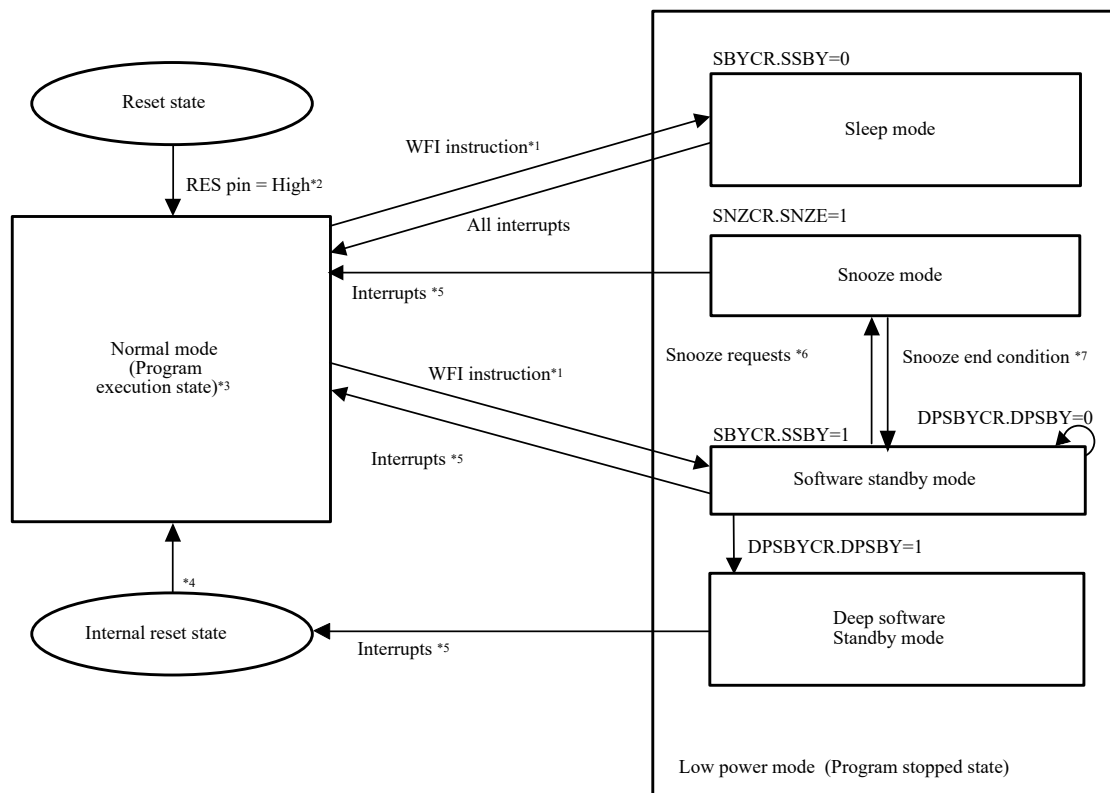 SBYCR.SSBY=0
Reset state
Sleep mode
WFI instruction*1
RES pin = High*2
All interrupts
SNZCR.SNZE=1
Snooze mode
Interrupts *5
Normal mode
(Program
execution state)*3
Snooze requests *6
Snooze end condition *7
WFI instruction*1
DPSBYCR.DPSBY=0
SBYCR.SSBY=1
Interrupts *5
Software standby mode
DPSBYCR.DPSBY=1
*4
Deep software
Standby mode
Internal reset state
Interrupts *5
Low power mode (Program stopped state)